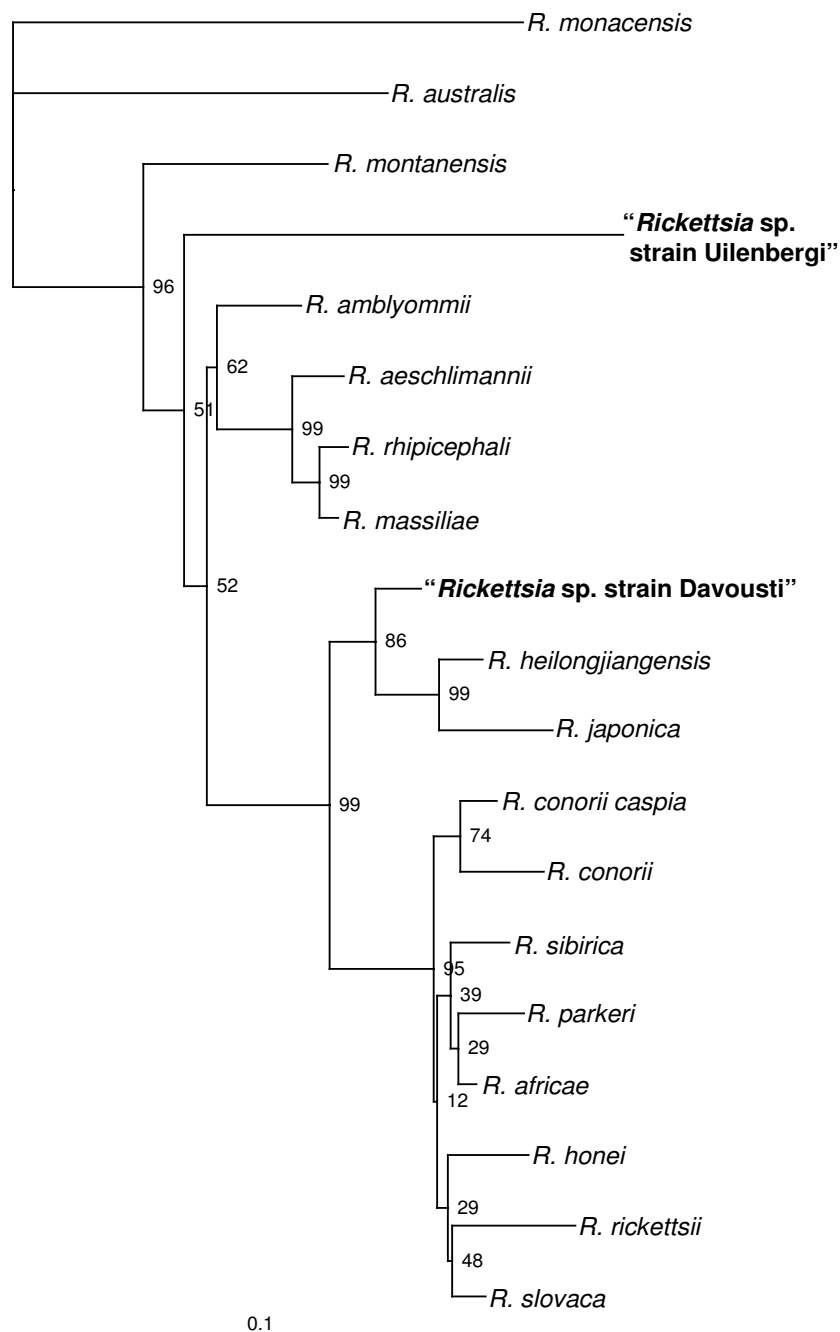 R. monacensis
R. australis
R. montanensis
“Rickettsia sp.
strain Uilenbergi”
96
R. amblyommii
62
R. aeschlimannii
51
99
R. rhipicephali
99
R. massiliae
52
“Rickettsia sp. strain Davousti”
86
R. heilongjiangensis
99
R. japonica
99
R. conorii caspia
74
R. conorii
R. sibirica
95
39
R. parkeri
29
R. africae
12
R. honei
29
R. rickettsii
48
R. slovaca
0.1